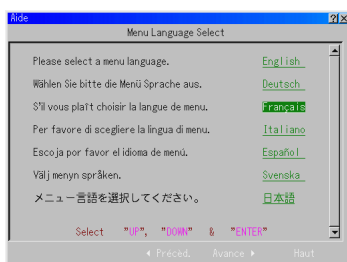 Aide ? x
Menu Language Select
Please select a menu language. English
Wählen Sie bitte die Menü Sprache aus. Deutsch
S'il vous plaît choisir la langue de menu. Français
Per favore di scegliere la lingua di menu. Italiano
Escoja por favor el idioma de menú. Español
Välj menyn språken. Svenska
メニュー言語を選択してください。 日本語
Select "UP", "DOWN" & "ENTER"
Précéd. Avance Haut